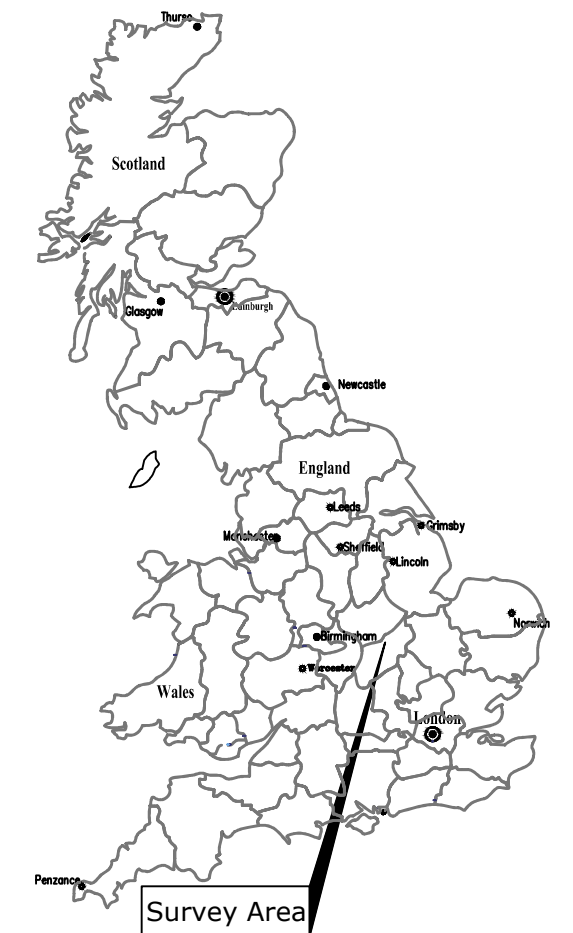 Thurso
Scotland
Glasgow
Edinburgh
Newcastle
England
Leeds
Grimsby
Manchester
Sheffield
Lincoln
Norwich
Birmingham
Worcester
Wales
London
Penzance
Survey Area